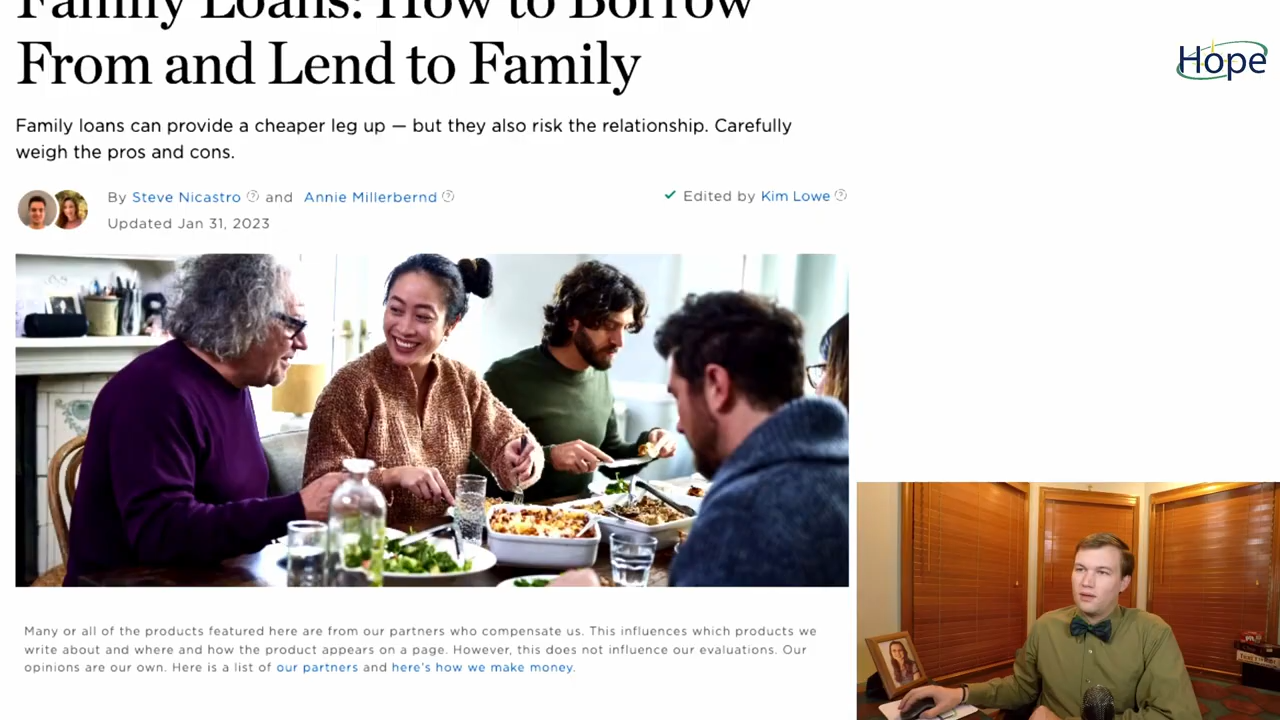 Family Loans: How to Borrow
From and Lend to Family
Hope
Family loans can provide a cheaper leg up — but they also risk the relationship. Carefully
weigh the pros and cons.
By Steve Nicastro and Annie Millerbernd
Edited by Kim Lowe
Updated Jan 31, 2023
Many or all of the products featured here are from our partners who compensate us. This influences which products we
write about and where and how the product appears on a page. However, this does not influence our evaluations. Our
opinions are our own. Here is a list of our partners and here's how we make money.